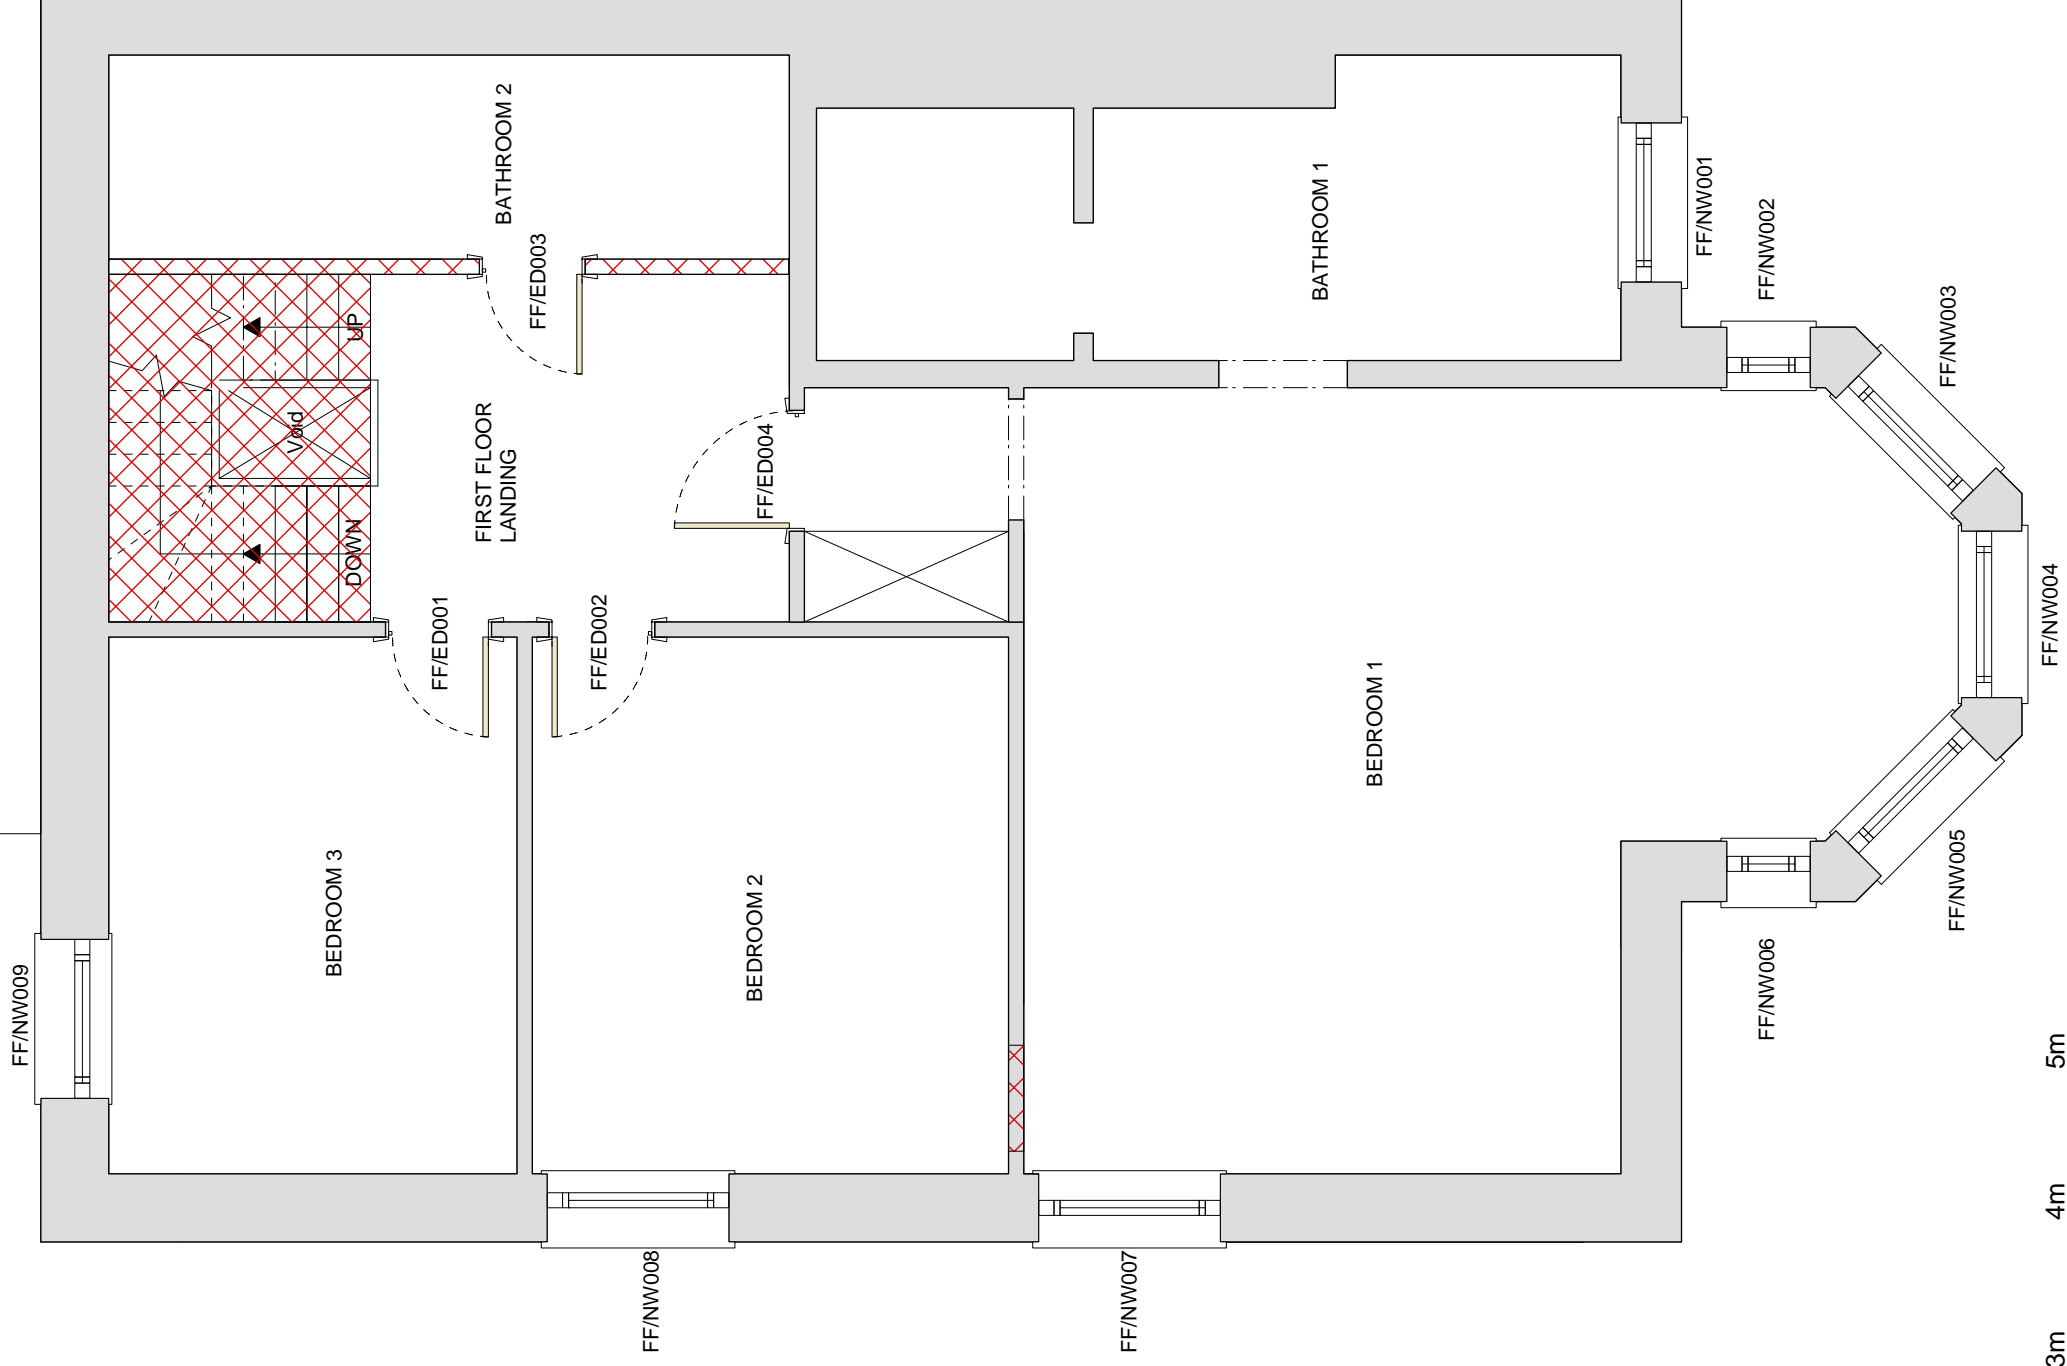 BATHROOM 2
FF/ED003
UP
Void
DOWN
FIRST FLOOR
LANDING
FF/ED004
FF/ED001
FF/ED002
BATHROOM 1
FF/NW001
FF/NW002
FF/NW003
FF/NW004
BEDROOM 1
BEDROOM 3
BEDROOM 2
FF/NW005
FF/NW006
FF/NW009
FF/NW008
FF/NW007
5m
4m
3m